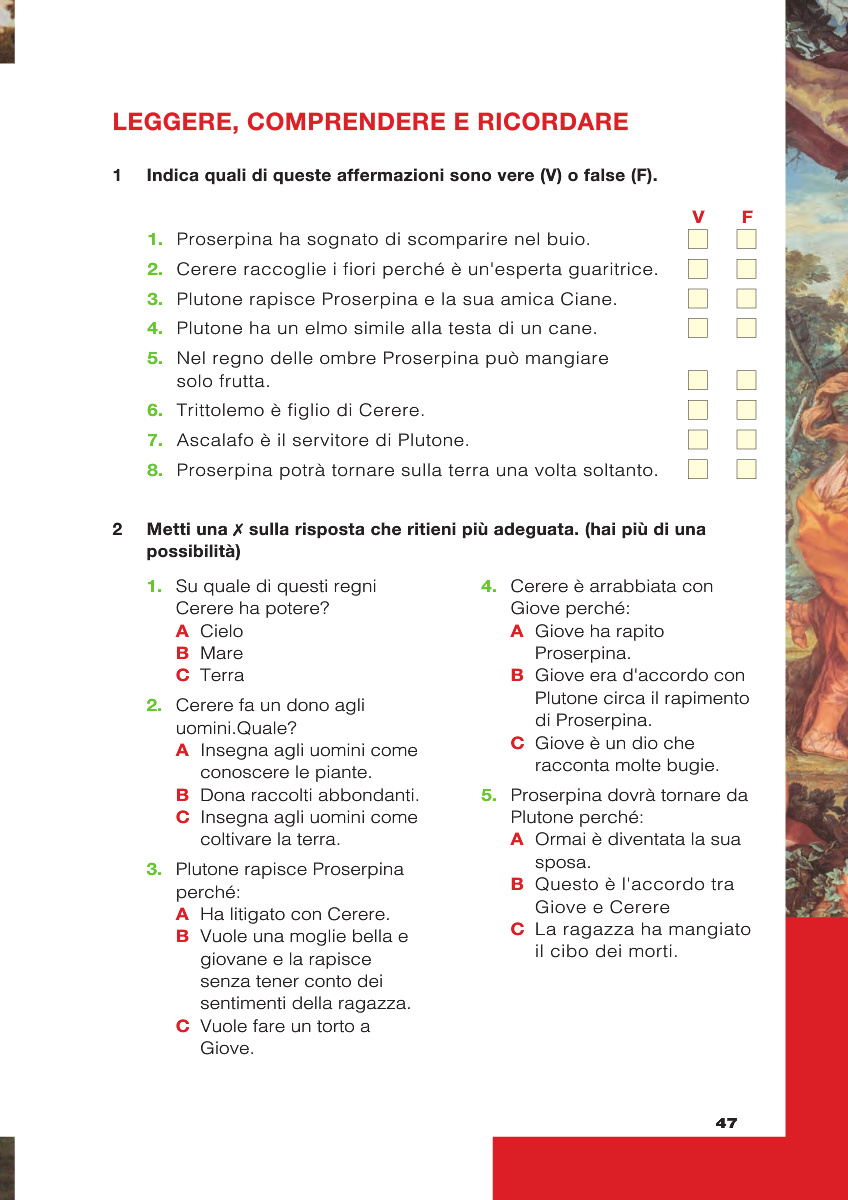 LEGGERE, COMPRENDERE E RICORDARE
1 Indica quali di queste affermazioni sono vere (V) o false (F).
V F
1. Proserpina ha sognato di scomparire nel buio.
2. Cerere raccoglie i fiori perché è un'esperta guaritrice.
3. Plutone rapisce Proserpina e la sua amica Ciane.
4. Plutone ha un elmo simile alla testa di un cane.
5. Nel regno delle ombre Proserpina può mangiare
solo frutta.
6. Trittolemo è figlio di Cerere.
7. Ascalafo è il servitore di Plutone.
8. Proserpina potrà tornare sulla terra una volta soltanto.
2 Metti una ✗ sulla risposta che ritieni più adeguata. (hai più di una
possibilità)
1. Su quale di questi regni
Cerere ha potere?
A Cielo
B Mare
C Terra
2. Cerere fa un dono agli
uomini.Quale?
A Insegna agli uomini come
conoscere le piante.
B Dona raccolti abbondanti.
C Insegna agli uomini come
coltivare la terra.
3. Plutone rapisce Proserpina
perché:
A Ha litigato con Cerere.
B Vuole una moglie bella e
giovane e la rapisce
senza tener conto dei
sentimenti della ragazza.
C Vuole fare un torto a
Giove.
4. Cerere è arrabbiata con
Giove perché:
A Giove ha rapito
Proserpina.
B Giove era d'accordo con
Plutone circa il rapimento
di Proserpina.
C Giove è un dio che
racconta molte bugie.
5. Proserpina dovrà tornare da
Plutone perché:
A Ormai è diventata la sua
sposa.
B Questo è l'accordo tra
Giove e Cerere
C La ragazza ha mangiato
il cibo dei morti.
47